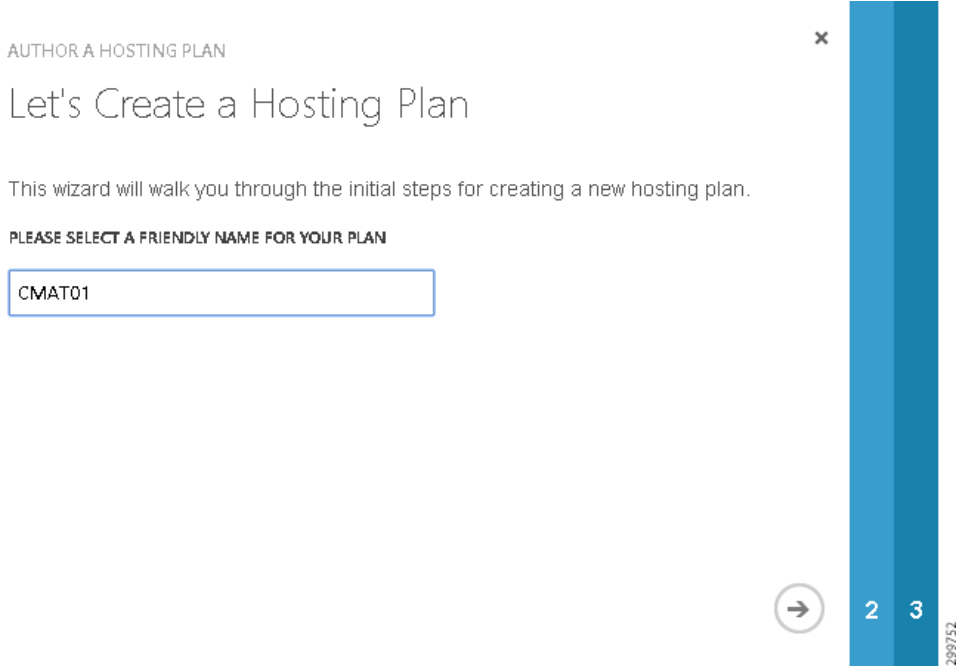 AUTHOR A HOSTING PLAN
Let's Create a Hosting Plan
This wizard will walk you through the initial steps for creating a new hosting plan.
PLEASE SELECT A FRIENDLY NAME FOR YOUR PLAN
CMAT01
2 3
299752